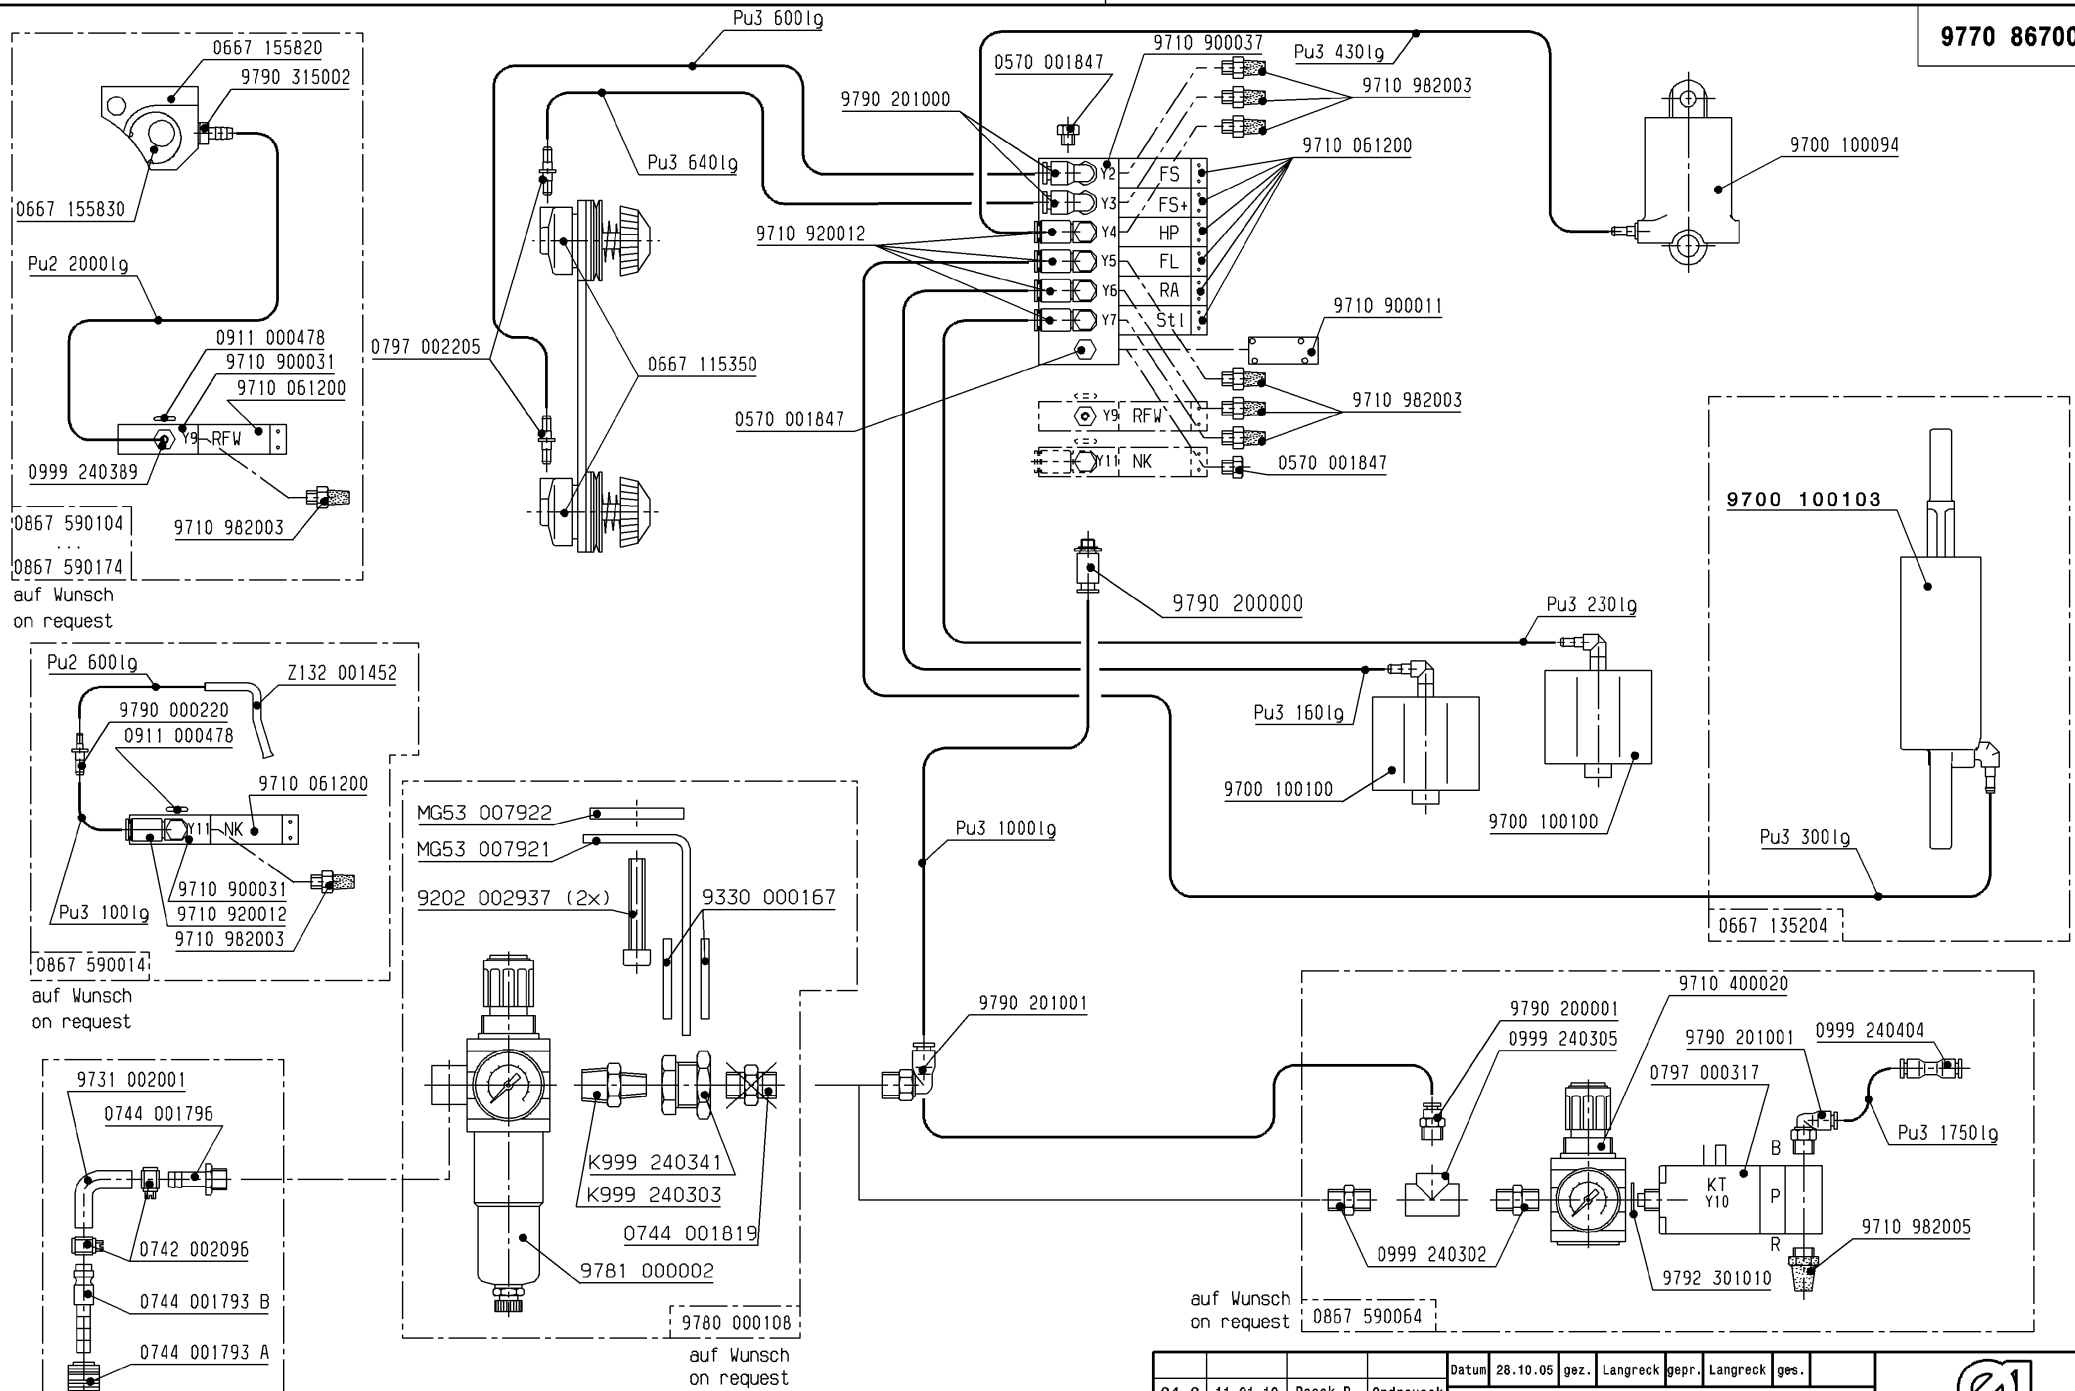 9770 86700
Pu3 600lg
0667 155820
9790 315002
0570 001847
9710 900037
Pu3 430lg
9790 201000
9710 982003
Pu3 640lg
9710 061200
9700 100094
0667 155830
Y2 FS
Y3 FS+
Y4 HP
Y5 FL
Y6 RA
Y7 Stl
9710 920012
Pu2 2000lg
0911 000478
9710 900031
9710 061200
0797 002205
0667 115350
9710 900011
Y9 RFW
0999 240389
9710 982003
0570 001847
Y9 RFW
Y11 NK
9710 982003
0570 001847
0867 590104
...
0867 590174
auf Wunsch
on request
9700 100103
9790 200000
Pu3 230lg
Pu3 160lg
9700 100100
9700 100100
Pu3 300lg
0667 135204
Pu2 600lg
Z132 001452
9790 000220
0911 000478
9710 061200
Y11 NK
9710 900031
Pu3 100lg
9710 920012
9710 982003
0867 590014
auf Wunsch
on request
MG53 007922
MG53 007921
9202 002937 (2x)
9330 000167
Pu3 1000lg
9790 201001
K999 240341
K999 240303
0744 001819
9781 000002
9780 000108
auf Wunsch
on request
9731 002001
0744 001796
0742 002096
0744 001793 B
0744 001793 A
9710 400020
9790 200001
0999 240305
9790 201001
0999 240404
0797 000317
Pu3 1750lg
B
KT
Y10
P
R
9710 982005
0999 240302
9792 301010
auf Wunsch
on request
0867 590064
Datum 28.10.05 gez. Langreck gepr. Langreck ges.